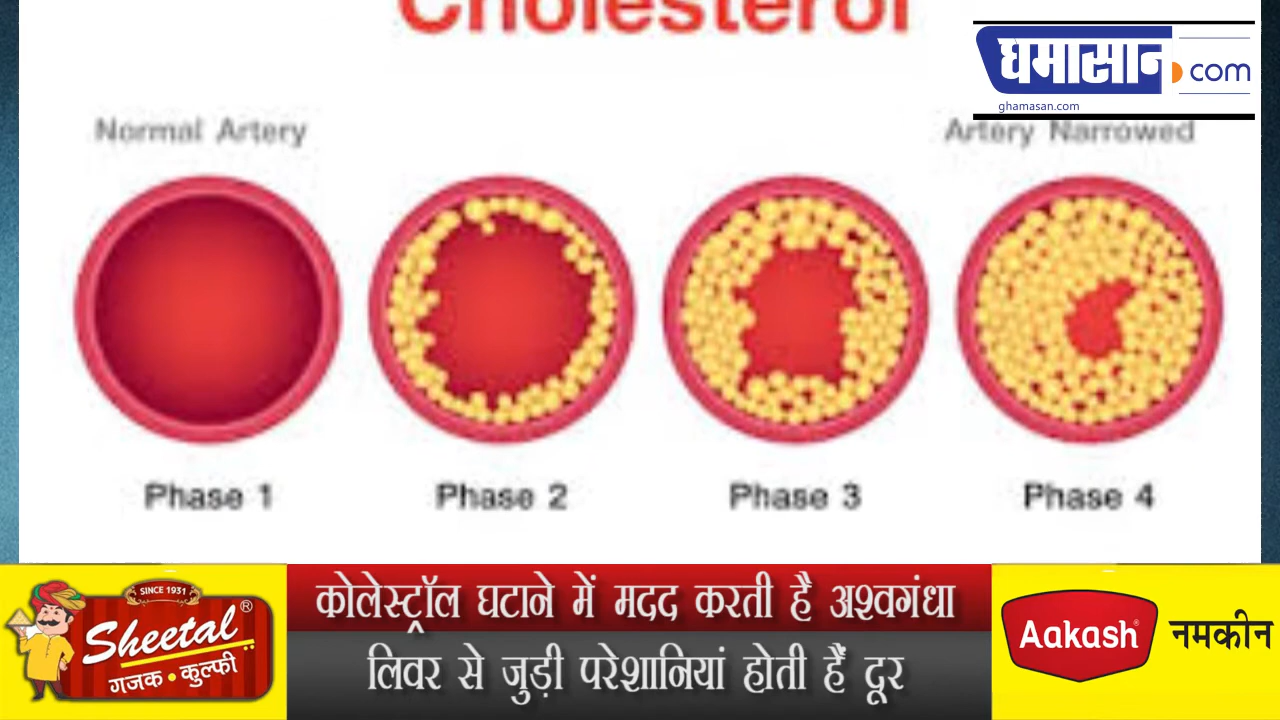 Cholesterol
घमासान.com
ghamasan.com
Normal Artery
Artery Narrowed
Phase 1
Phase 2
Phase 3
Phase 4
SINCE 1931
Sheetal®
गजक • कुल्फी
कोलेस्ट्रॉल घटाने में मदद करती हैं अश्वगंधा
लिवर से जुड़ी परेशानियां होती हैं दूर
Aakash®
नमकीन